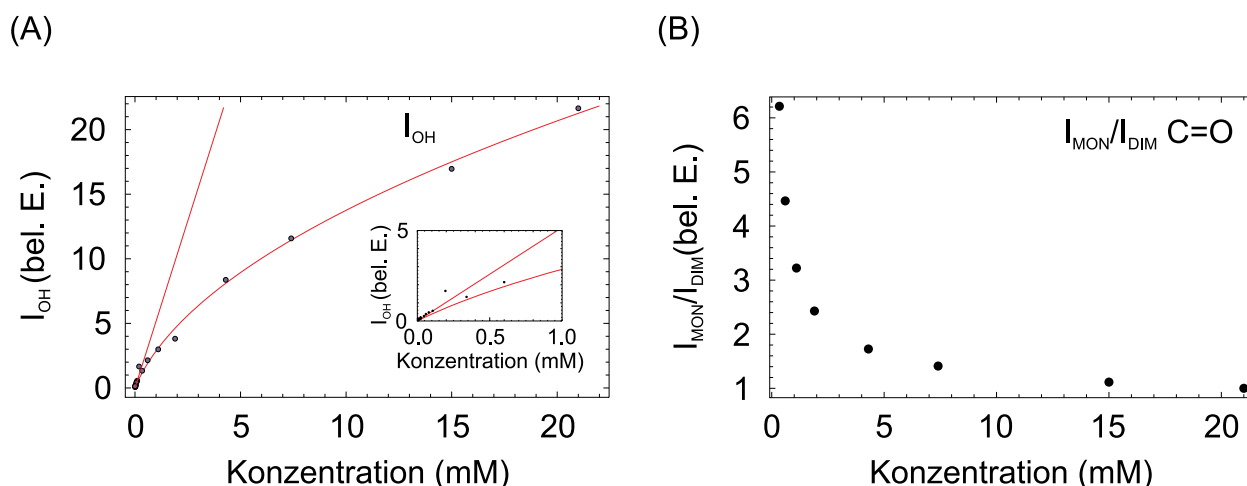 (A)
I_OH (bel. E.)
20
15
10
5
0
I_OH
I_OH (bel. E.)
5
0
0.0 0.5 1.0
Konzentration (mM)
0 5 10 15 20
Konzentration (mM)
(B)
I_MON/I_DIM (bel. E.)
6
5
4
3
2
1
I_MON/I_DIM C=O
0 5 10 15 20
Konzentration (mM)